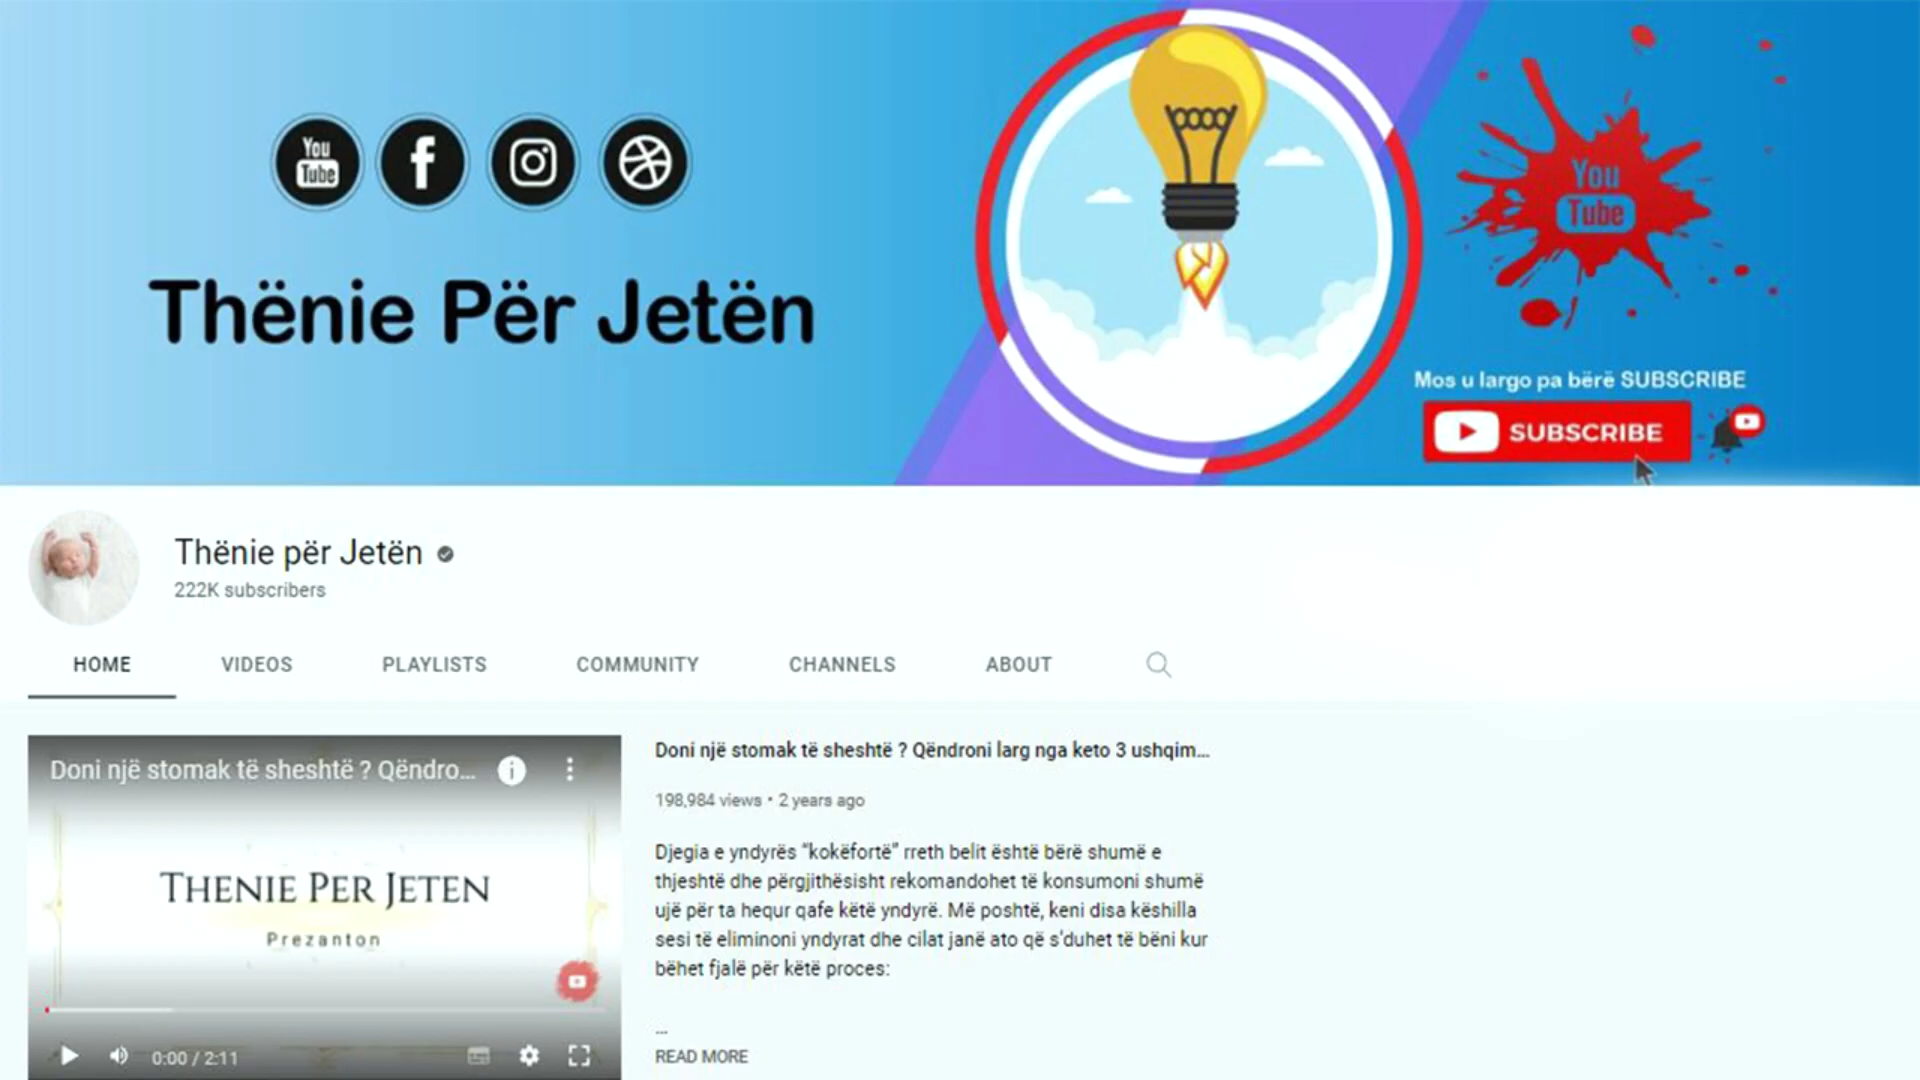 You
Tube
Thënie Për Jetën
You
Tube
Mos u largo pa bërë SUBSCRIBE
SUBSCRIBE
Thënie për Jetën
222K subscribers
HOME VIDEOS PLAYLISTS COMMUNITY CHANNELS ABOUT
Doni një stomak të sheshtë ? Qëndro...
THENIE PER JETEN
Prezanton
0:00 / 2:11
Doni një stomak të sheshtë ? Qëndroni larg nga keto 3 ushqim...
198,984 views • 2 years ago
Djegia e yndyrës “kokëfortë” rreth belit është bërë shumë e
thjeshtë dhe përgjithësisht rekomandohet të konsumoni shumë
ujë për ta hequr qafe këtë yndyrë. Më poshtë, keni disa këshilla
sesi të eliminoni yndyrat dhe cilat janë ato që s'duhet të bëni kur
bëhet fjalë për këtë proces:
...
READ MORE